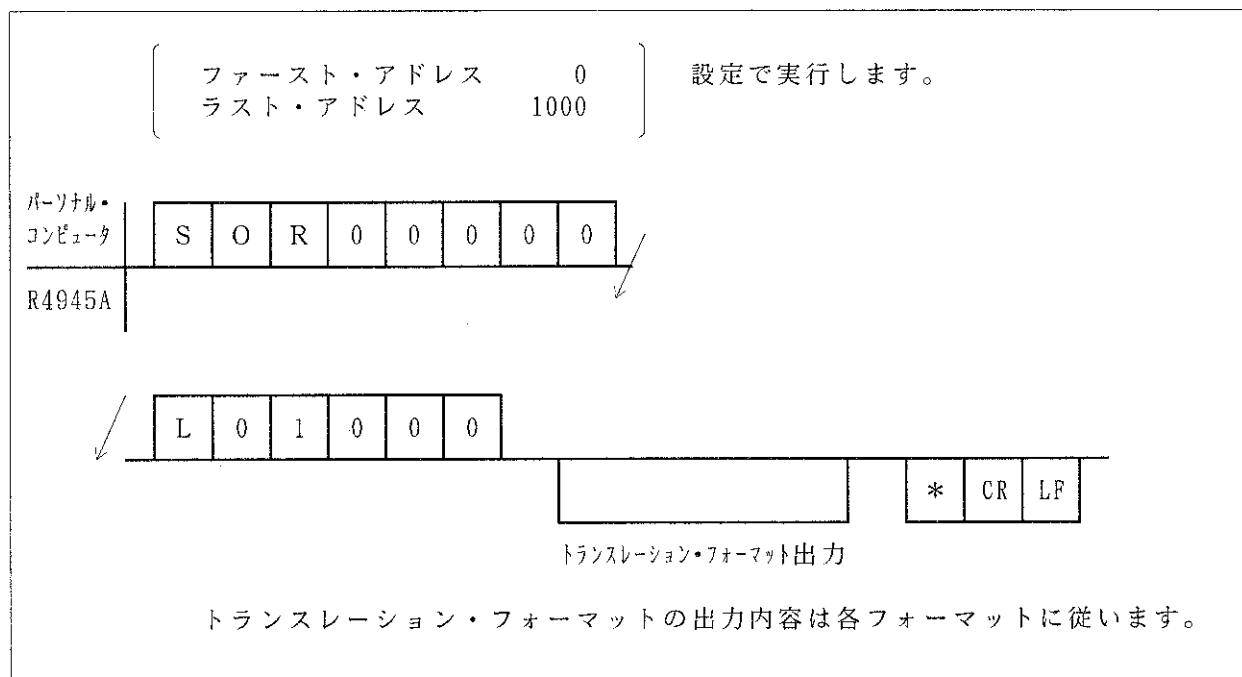 ファースト・アドレス 0 設定で実行します。
ラスト・アドレス 1000
パーソナル・
コンピュータ
S O R 0 0 0 0 0
R4945A
L 0 1 0 0 0
* CR LF
トランスレーション・フォーマット出力
トランスレーション・フォーマットの出力内容は各フォーマットに従います。